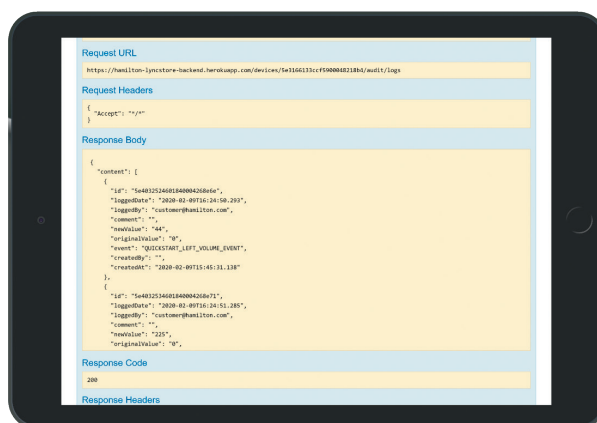 Request URL
https://hamilton-lyncstore-backend.herokuapp.com/devices/5e3166133ccf5900048218b4/audit/logs
Request Headers
{
"Accept": "*/*"
}
Response Body
{
"content": [
{
"id": "5e4032524601840004268e6e",
"loggedDate": "2020-02-09T16:24:50.293",
"loggedBy": "customer@hamilton.com",
"comment": "",
"newValue": "44",
"originalValue": "0",
"event": "QUICKSTART_LEFT_VOLUME_EVENT",
"createdBy": "",
"createdAt": "2020-02-09T15:45:31.138"
},
{
"id": "5e4032534601840004268e71",
"loggedDate": "2020-02-09T16:24:51.285",
"loggedBy": "customer@hamilton.com",
"comment": "",
"newValue": "225",
"originalValue": "0",
Response Code
200
Response Headers